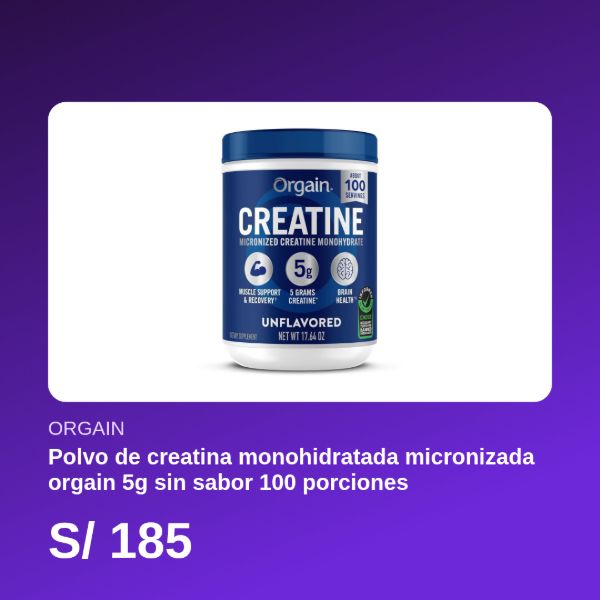 Orgain
ABOUT
100
SERVINGS
CREATINE
MICRONIZED CREATINE MONOHYDRATE
5g
MUSCLE SUPPORT
& RECOVERY†
5 GRAMS
CREATINE*
BRAIN
HEALTH†
UNFLAVORED
DIETARY SUPPLEMENT
NET WT 17.64 OZ
ORGAIN
Polvo de creatina monohidratada micronizada
orgain 5g sin sabor 100 porciones
S/ 185